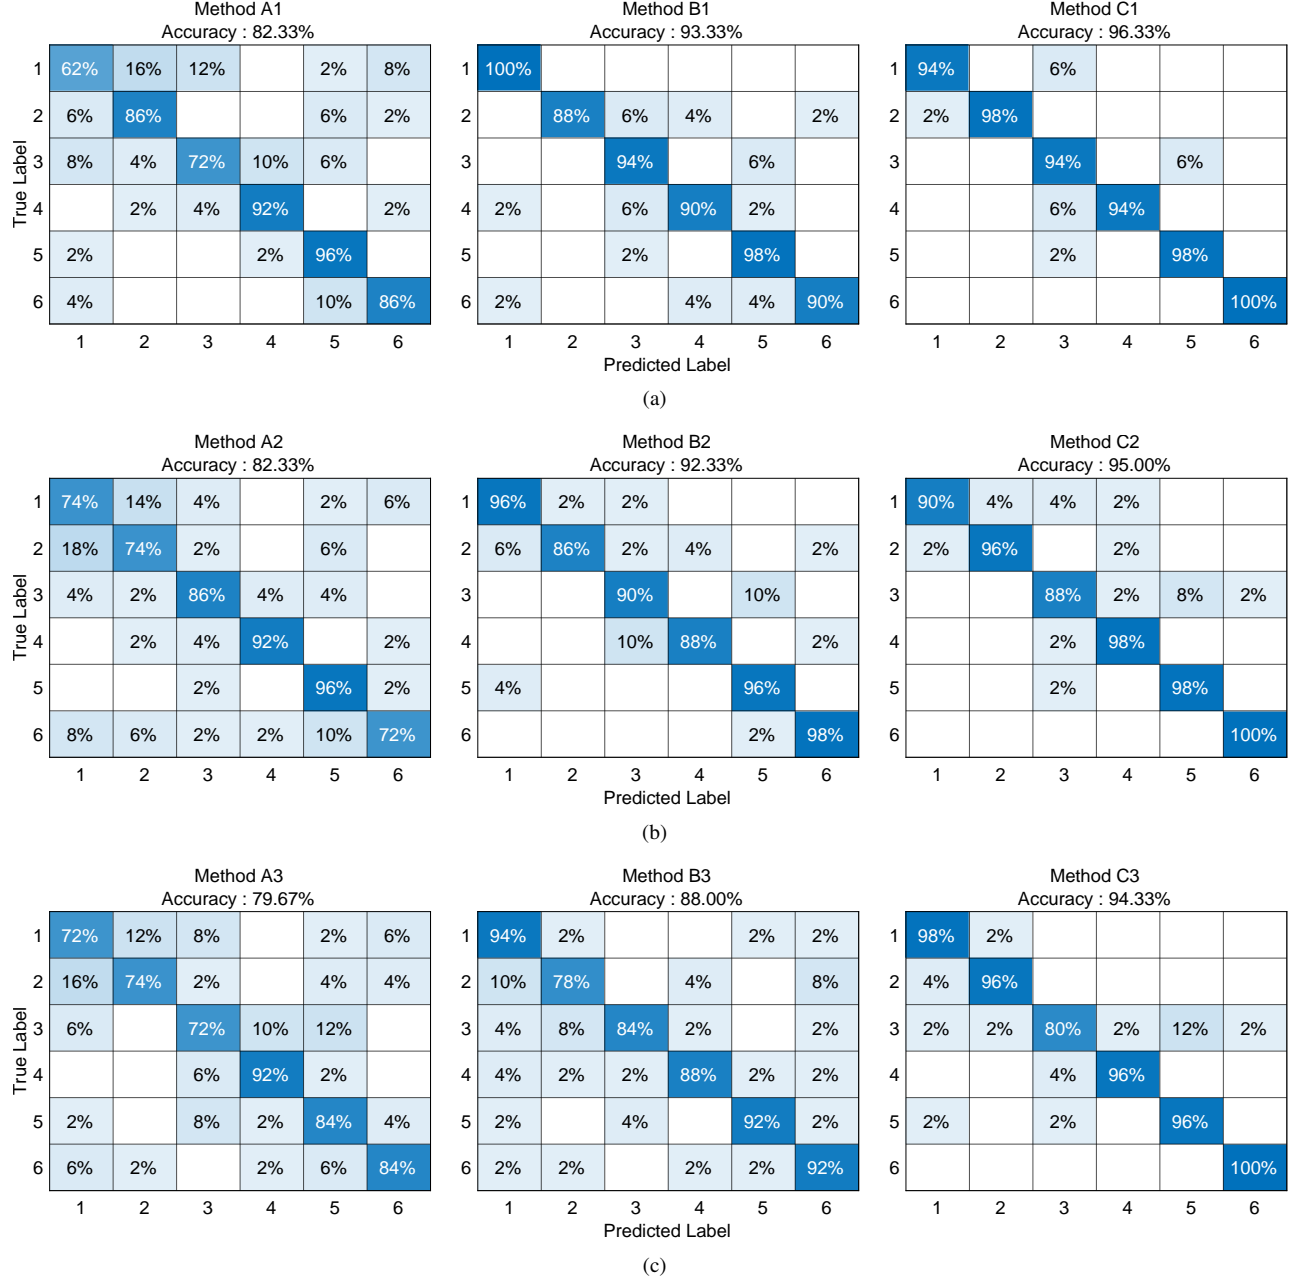 Method A1 Method B1 Method C1
Accuracy : 82.33% Accuracy : 93.33% Accuracy : 96.33%
1 62% 16% 12% 2% 8% 1 100% 1 94% 6%
2 6% 86% 6% 2% 2 88% 6% 4% 2% 2 2% 98%
3 8% 4% 72% 10% 6% 3 94% 6% 3 94% 6%
4 2% 4% 92% 2% 4 2% 6% 90% 2% 4 6% 94%
5 2% 2% 96% 5 2% 98% 5 2% 98%
6 4% 10% 86% 6 2% 4% 4% 90% 6 100%
True Label
1 2 3 4 5 6 1 2 3 4 5 6 1 2 3 4 5 6
Predicted Label
(a)
Method A2 Method B2 Method C2
Accuracy : 82.33% Accuracy : 92.33% Accuracy : 95.00%
1 74% 14% 4% 2% 6% 1 96% 2% 2% 1 90% 4% 4% 2%
2 18% 74% 2% 6% 2 6% 86% 2% 4% 2% 2 2% 96% 2%
3 4% 2% 86% 4% 4% 3 90% 10% 3 88% 2% 8% 2%
4 2% 4% 92% 2% 4 10% 88% 2% 4 2% 98%
5 2% 96% 2% 5 4% 96% 5 2% 98%
6 8% 6% 2% 2% 10% 72% 6 2% 98% 6 100%
True Label
1 2 3 4 5 6 1 2 3 4 5 6 1 2 3 4 5 6
Predicted Label
(b)
Method A3 Method B3 Method C3
Accuracy : 79.67% Accuracy : 88.00% Accuracy : 94.33%
1 72% 12% 8% 2% 6% 1 94% 2% 2% 2% 1 98% 2%
2 16% 74% 2% 4% 4% 2 10% 78% 4% 8% 2 4% 96%
3 6% 72% 10% 12% 3 4% 8% 84% 2% 2% 3 2% 2% 80% 2% 12% 2%
4 6% 92% 2% 4 4% 2% 2% 88% 2% 2% 4 4% 96%
5 2% 8% 2% 84% 4% 5 2% 4% 92% 2% 5 2% 2% 96%
6 6% 2% 2% 6% 84% 6 2% 2% 2% 2% 92% 6 100%
True Label
1 2 3 4 5 6 1 2 3 4 5 6 1 2 3 4 5 6
Predicted Label
(c)